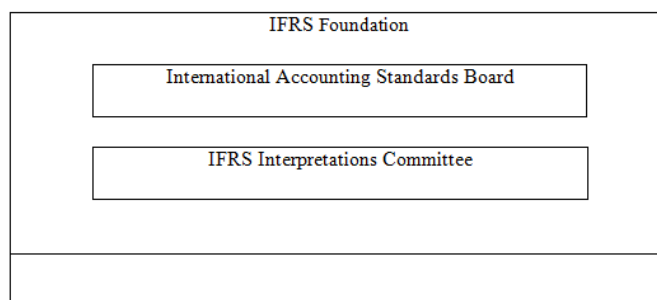 IFRS Foundation
International Accounting Standards Board
IFRS Interpretations Committee